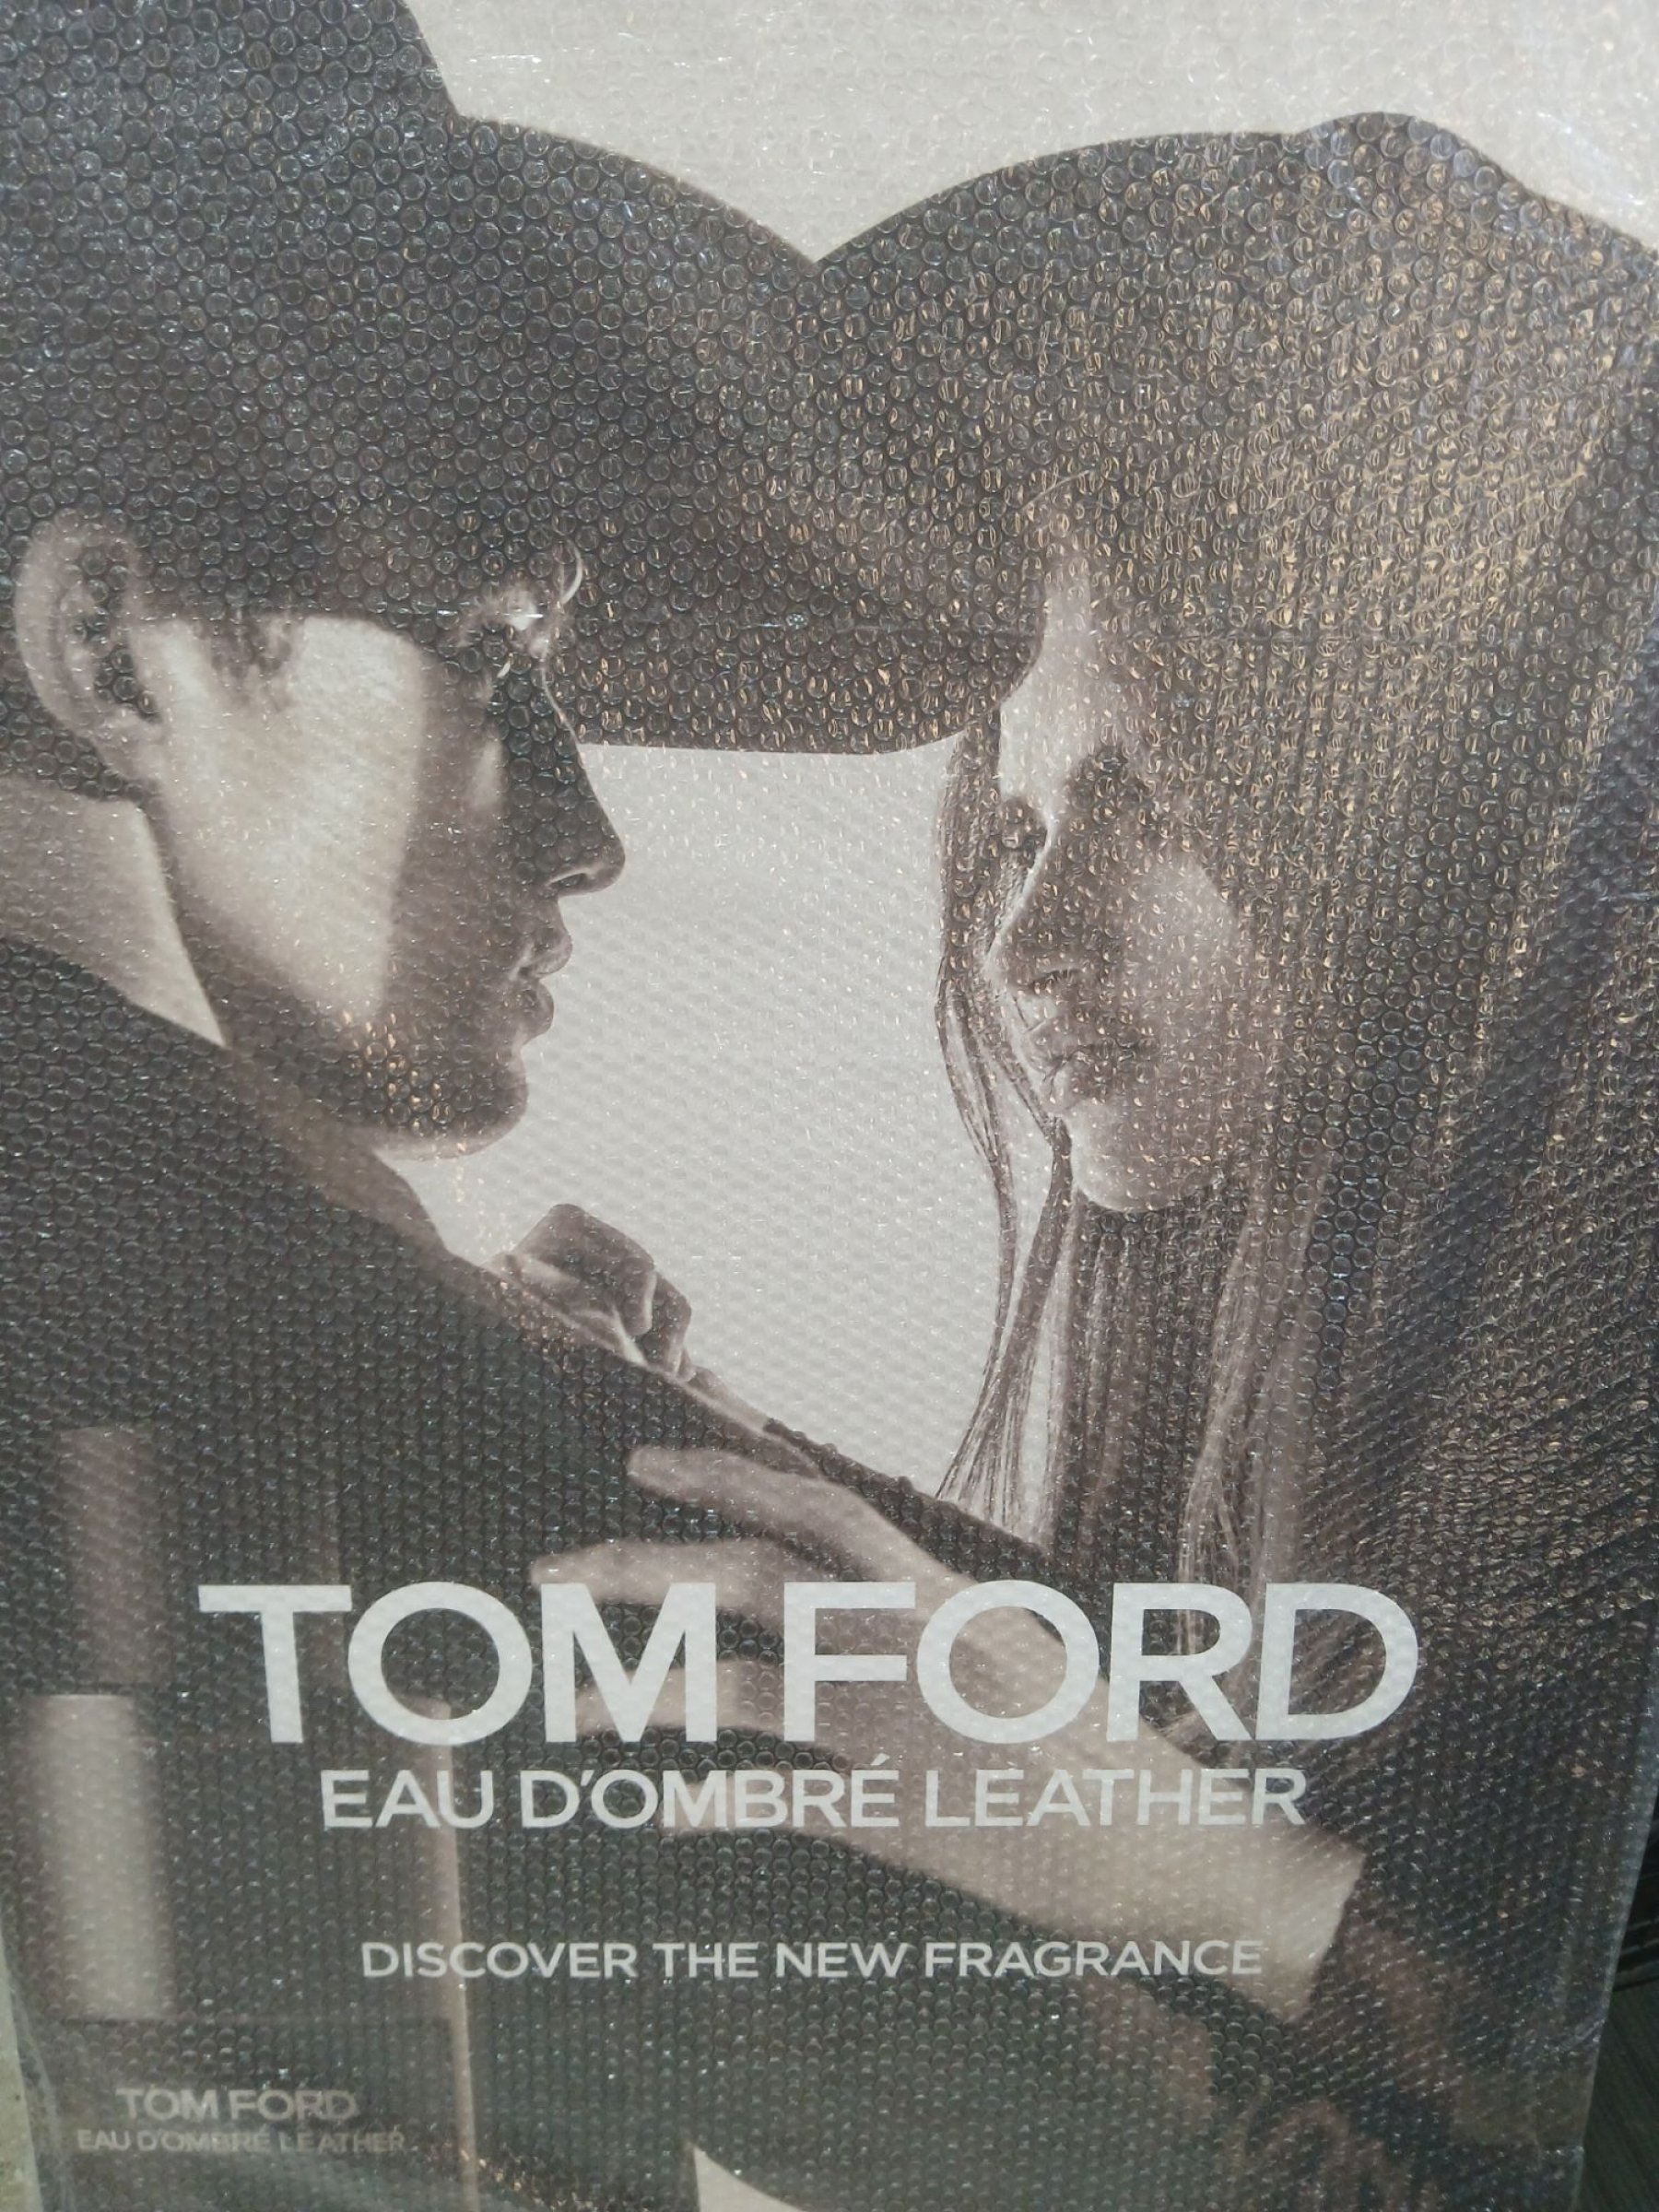 TOM FORD
EAU D'OMBRÉ LEATHER
DISCOVER THE NEW FRAGRANCE
TOM FORD
EAU D'OMBRÉ LEATHER